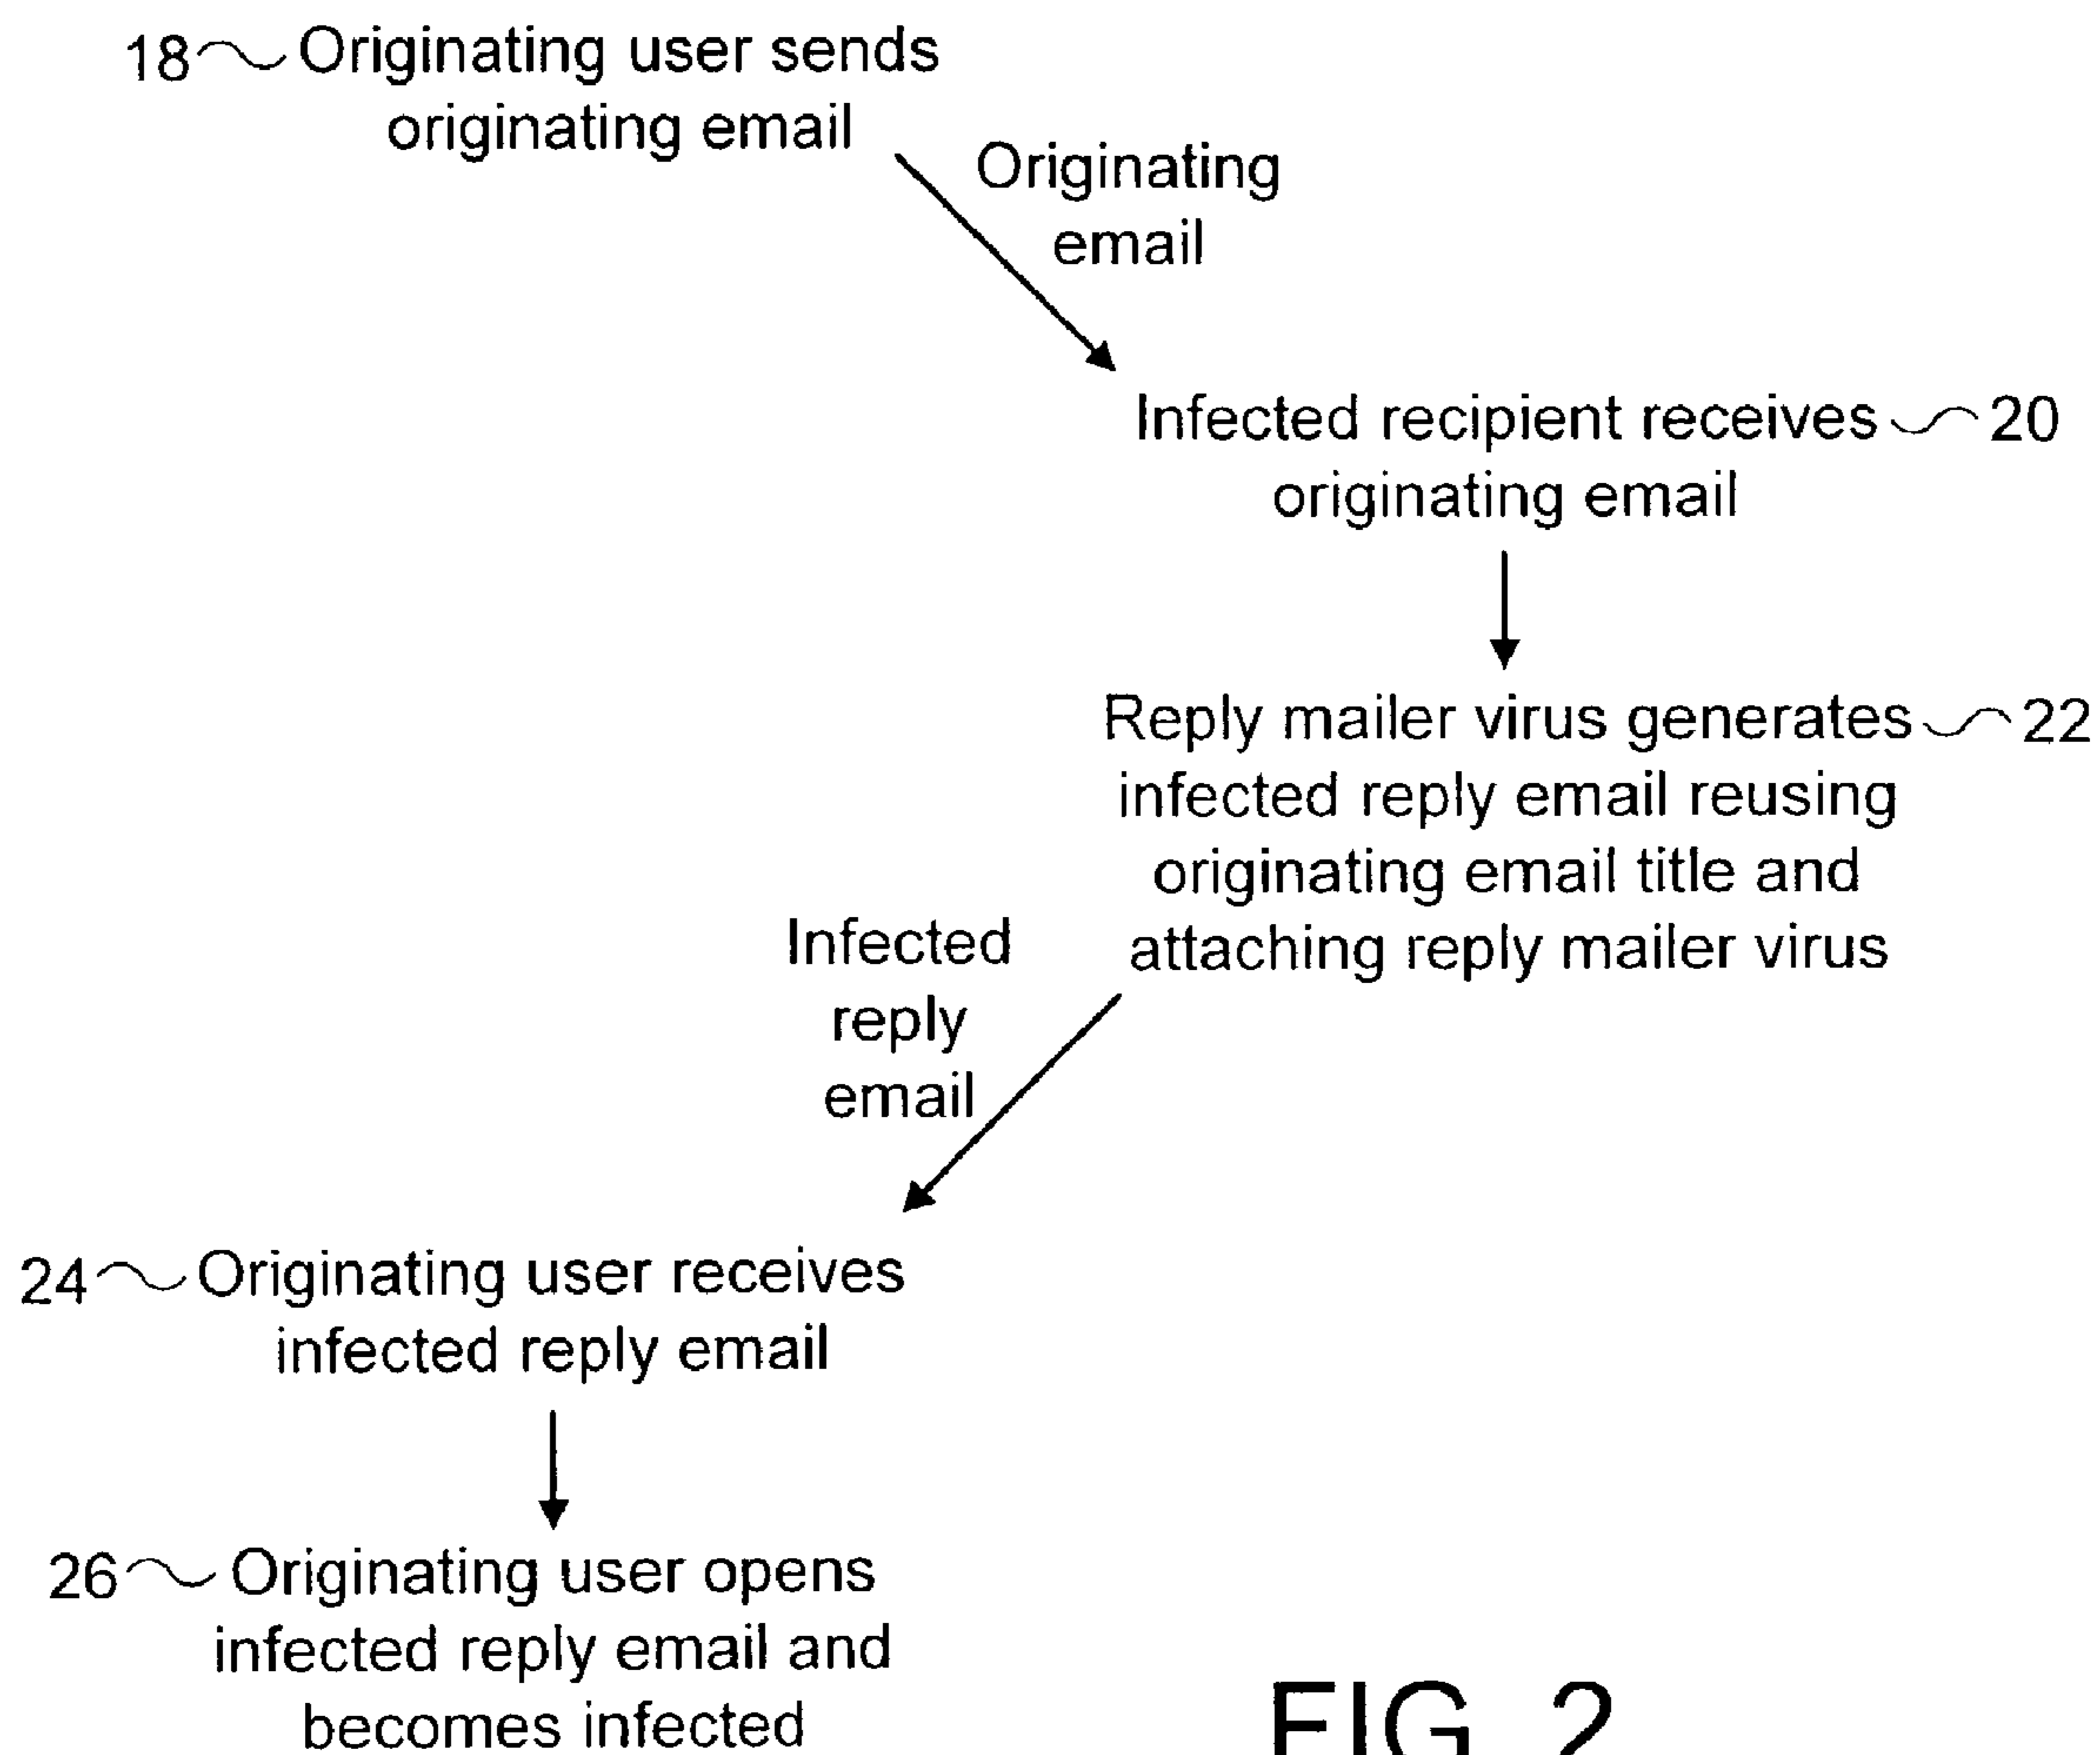 18 Originating user sends
originating email
Originating
email
Infected recipient receives 20
originating email
Reply mailer virus generates 22
infected reply email reusing
originating email title and
attaching reply mailer virus
Infected
reply
email
24 Originating user receives
infected reply email
26 Originating user opens
infected reply email and
becomes infected
FIG 2